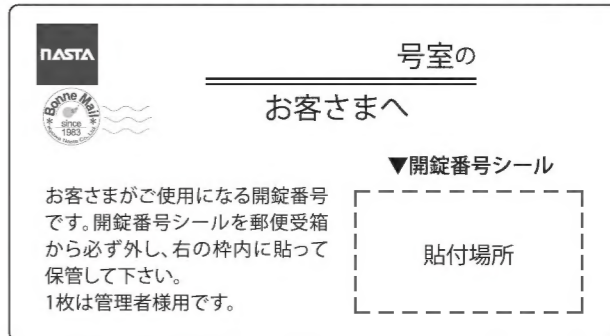 NASTA
号室の
お客さまへ
Bonne Mail
since
1983
▼開錠番号シール
お客さまがご使用になる開錠番号
です。開錠番号シールを郵便受箱
から必ず外し、右の枠内に貼って
保管して下さい。
1枚は管理者様用です。
貼付場所